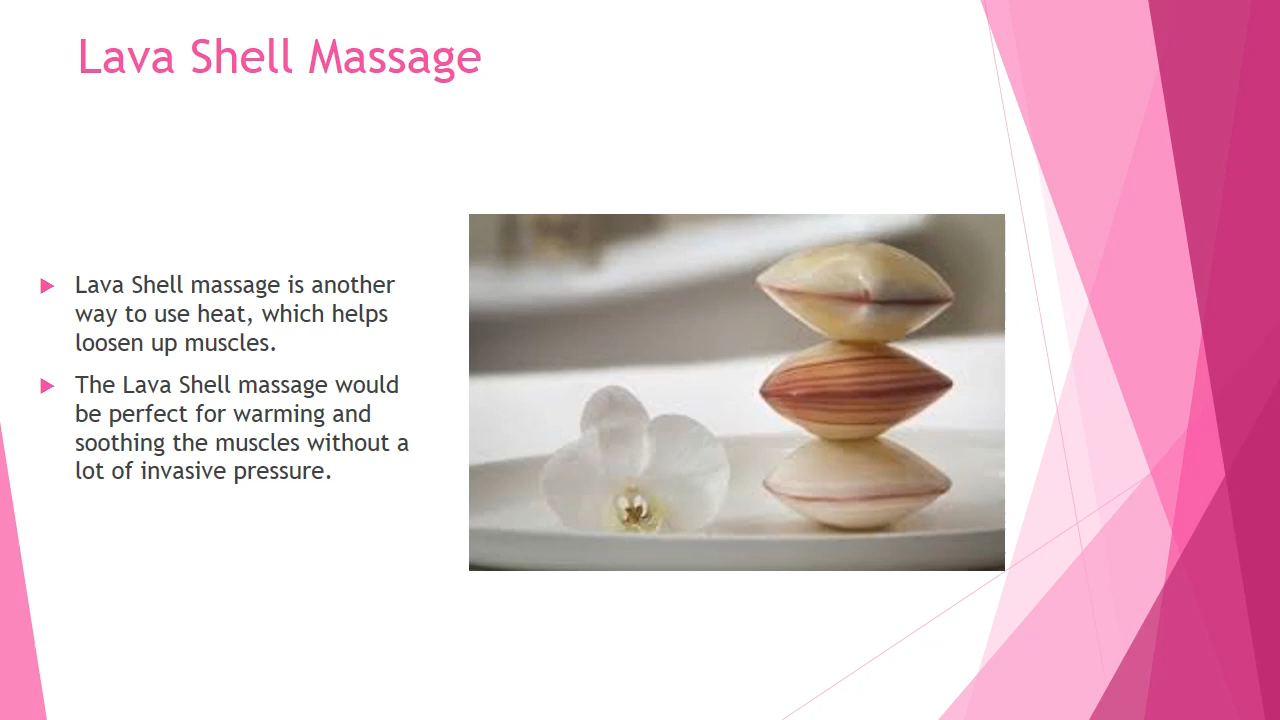 Lava Shell Massage
Lava Shell massage is another
way to use heat, which helps
loosen up muscles.
The Lava Shell massage would
be perfect for warming and
soothing the muscles without a
lot of invasive pressure.